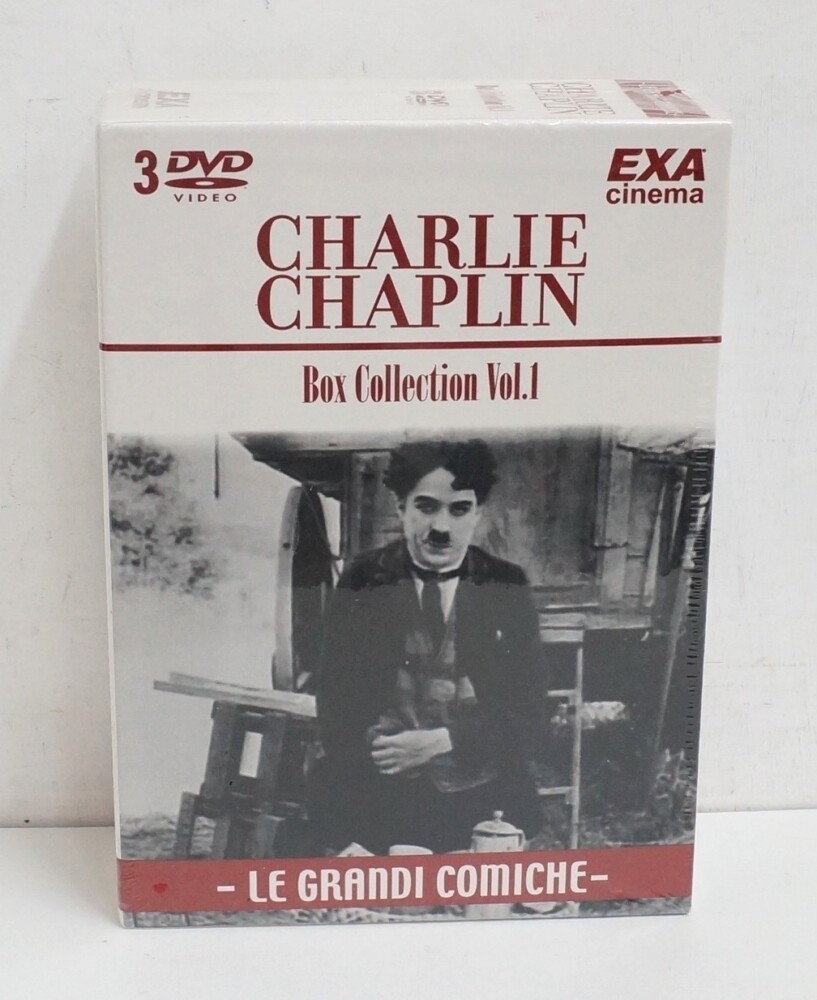 3 DVD
VIDEO
EXA
cinema
CHARLIE
CHAPLIN
Box Collection Vol.1
- LE GRANDI COMICHE-